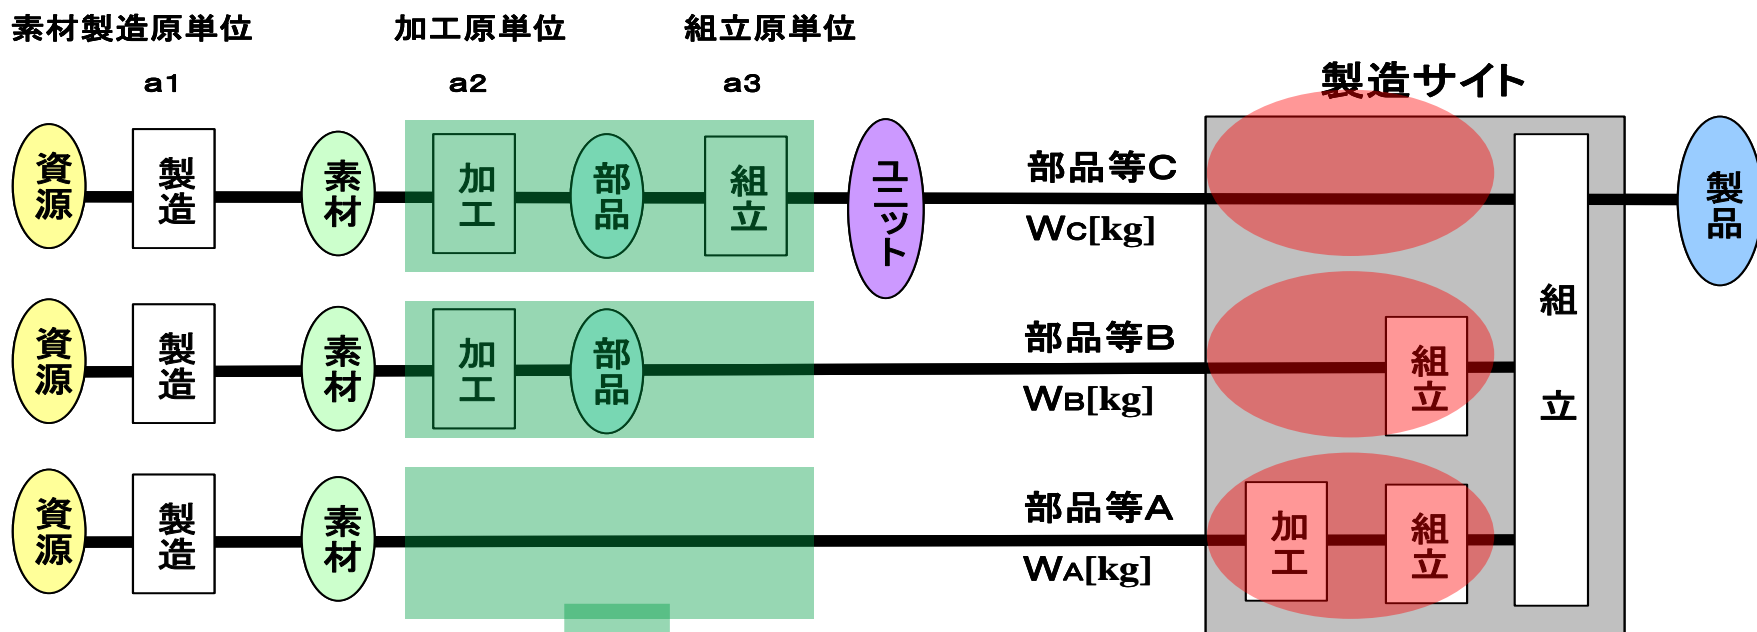 素材製造原単位 加工原単位 組立原単位
a1 a2 a3
製造サイト
資源 製造 素材 加工 部品 組立 ユニット 部品等C 製品
Wc[kg]
組立
資源 製造 素材 加工 部品 部品等B 組立
WB[kg]
資源 製造 素材 部品等A 加工 組立
WA[kg]